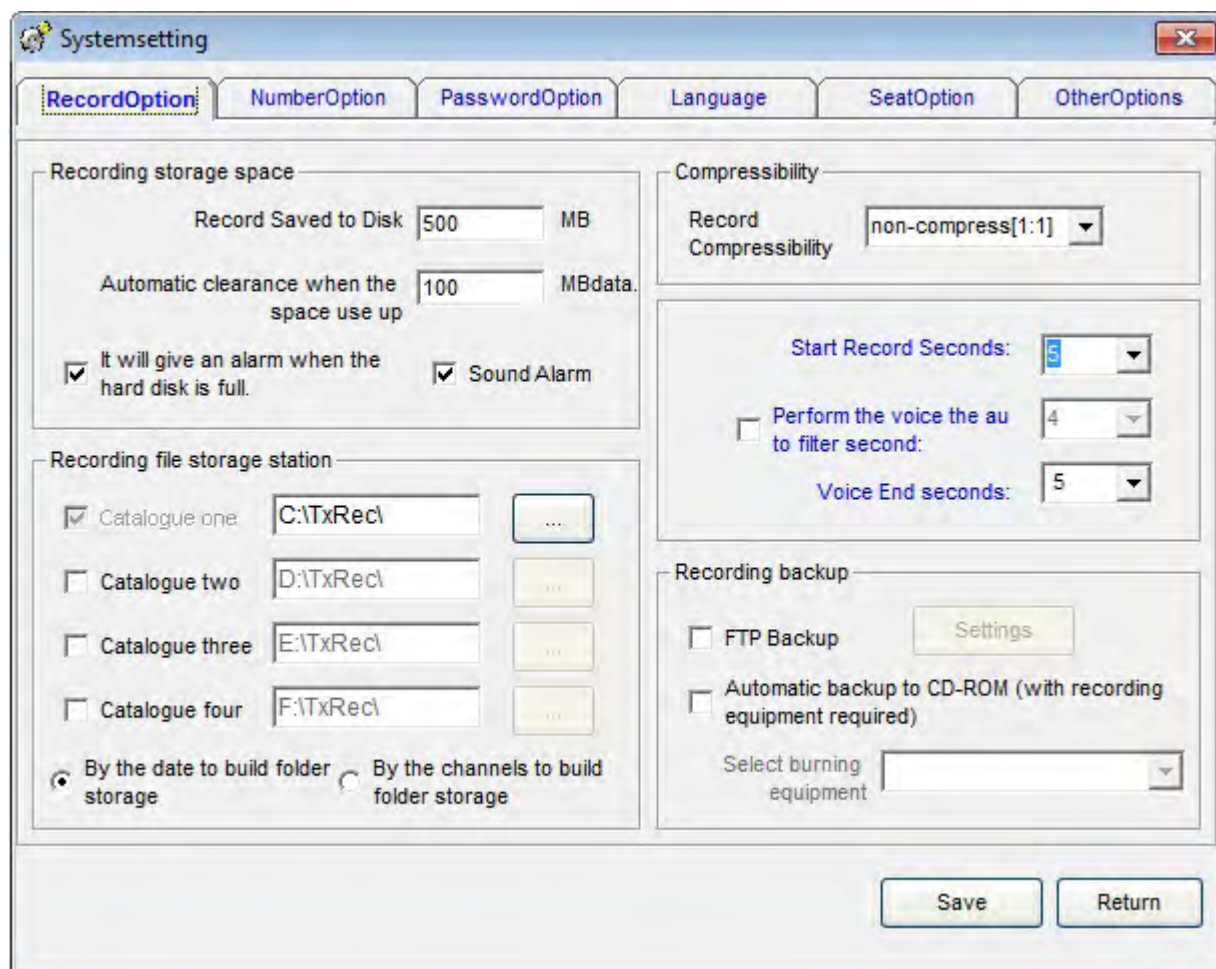 Systemsetting
RecordOption NumberOption PasswordOption Language SeatOption OtherOptions
Recording storage space
Record Saved to Disk 500 MB
Automatic clearance when the
space use up 100 MBdata.
It will give an alarm when the
hard disk is full.
Sound Alarm
Recording file storage station
Catalogue one C:\TxRec\ ...
Catalogue two D:\TxRec\ ...
Catalogue three E:\TxRec\ ...
Catalogue four F:\TxRec\ ...
By the date to build folder
storage
By the channels to build
folder storage
Compressibility
Record
Compressibility
non-compress[1:1]
Start Record Seconds: 5
Perform the voice the au
to filter second:
4
Voice End seconds: 5
Recording backup
FTP Backup Settings
Automatic backup to CD-ROM (with recording
equipment required)
Select burning
equipment
Save Return